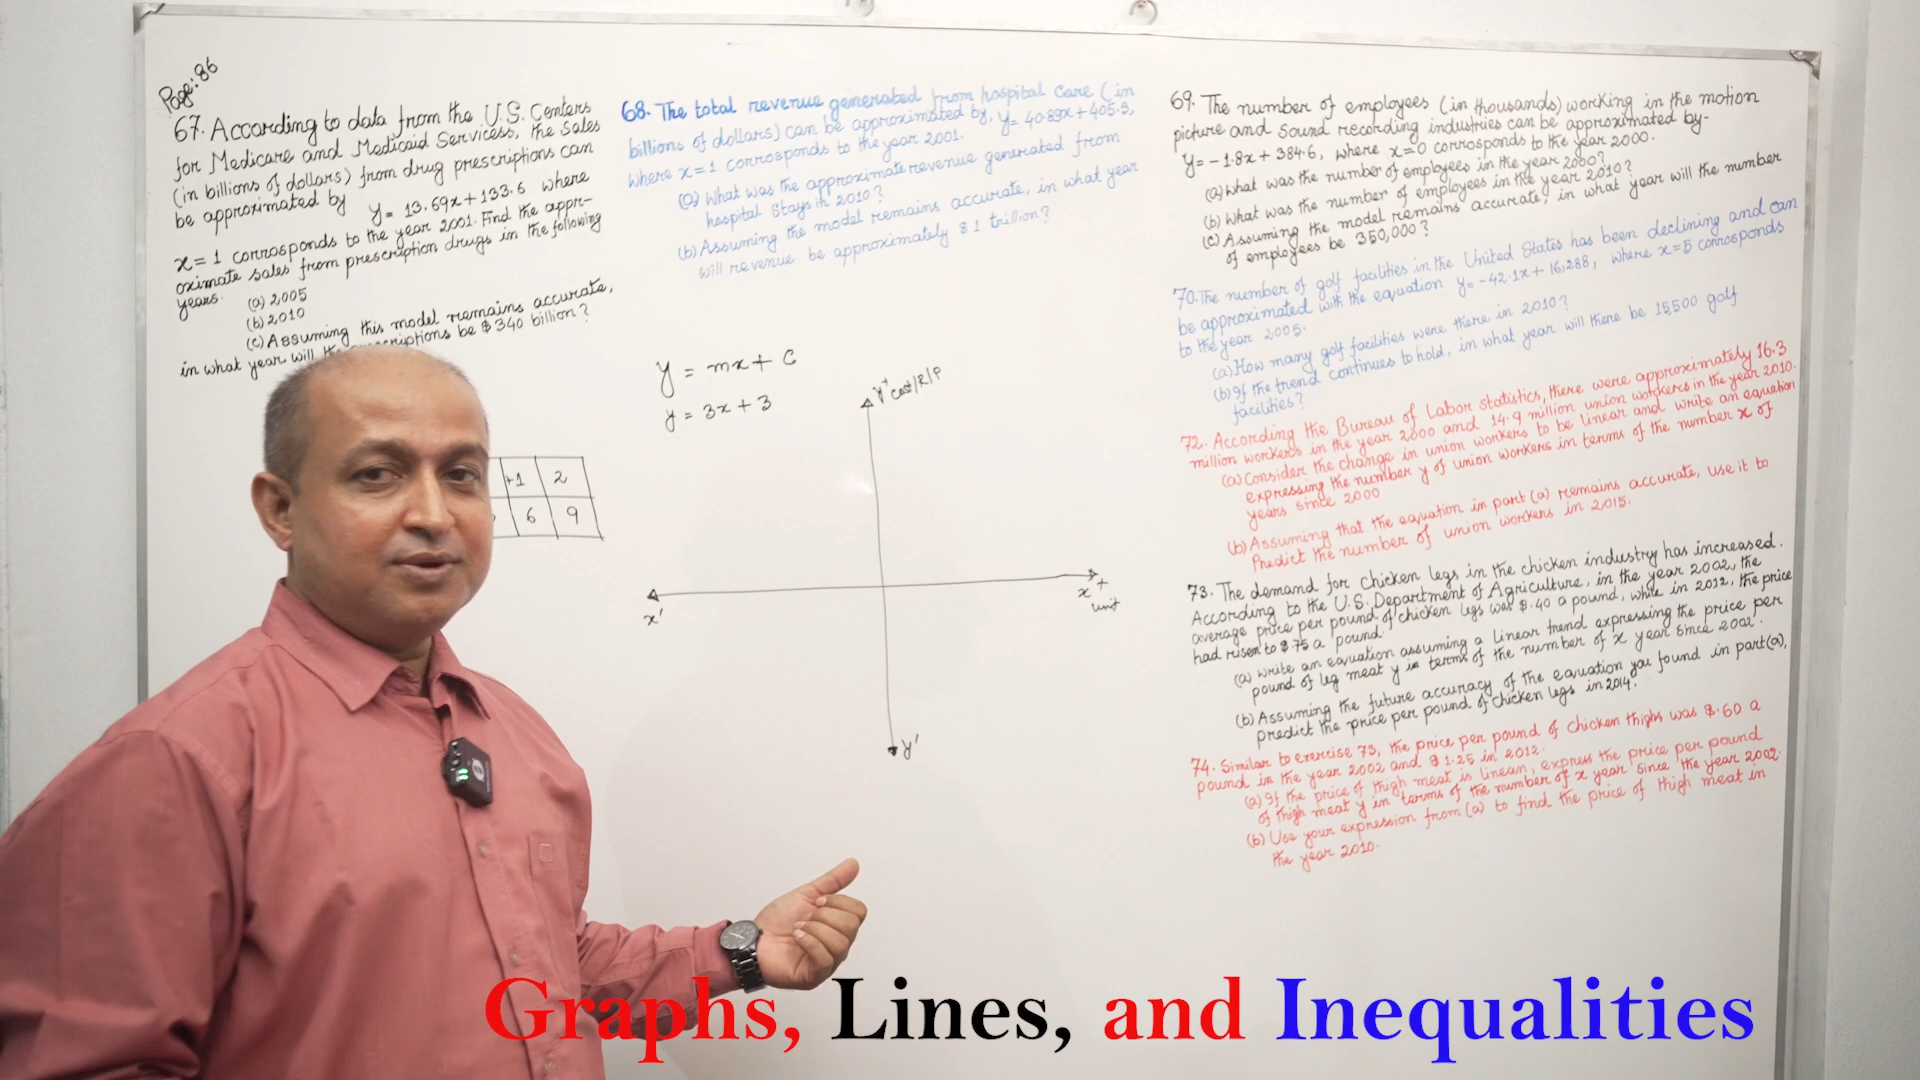 Page: 86
67. According to data from the U.S. Centers
for Medicare and Medicaid Servicess, the sales
(in billions of dollars) from drug prescriptions can
be approximated by y = 13.69x + 133.6 where
x = 1 corrosponds to the year 2001. Find the appr-
oximate sales from prescription drugs in the following
years.
(a) 2,005
(b) 2010
(c) Assuming this model remains accurate,
in what year will the scriptions be $ 340 billion?
68. The total revenue generated from hospital care (in
billions of dollars) can be approximated by, y = 40.89x + 405.3,
where x = 1 corrosponds to the year 2001.
(a) What was the approximate revenue generated from
hospital stays in 2010?
(b) Assuming the model remains accurate, in what year
will revenue be approximately $ 1 trillion?
y = mx + c
y = 3x + 3
+1 2
6 9
y+ cost/R/P
x'
x+
unit
y'
69. The number of employees (in thousands) working in the motion
picture and sound recording industries can be approximated by-
y = -1.8x + 384.6, where x=0 corrosponds to the year 2000.
(a) What was the number of employees in the year 2000?
(b) What was the number of employees in the year 2010?
(c) Assuming the model remains accurate, in what year will the number
of employees be 350,000?
70. The number of golf facilities in the United States has been declining and can
be approximated with the equation y = -42.1x + 16,288, where x=5 corrosponds
to the year 2005.
(a) How many golf facilities were there in 2010?
(b) If the trend continues to hold, in what year will there be 15,500 golf
facilities?
72. According the Bureau of Labor Statistics, there were approximately 16.3
million workers in the year 2000 and 14.9 million union workers in the year 2010.
(a) Consider the change in union workers to be linear and write an equation
expressing the number y of union workers in terms of the number x of
years since 2000
(b) Assuming that the equation in part (a) remains accurate, use it to
Predict the number of union workers in 2015.
73. The demand for chicken legs in the chicken industry has increased.
According to the U.S. Department of Agriculture, in the year 2002, the
average price per pound of chicken legs was $.40 a pound, while in 2012, the price
had risen to $.75 a pound.
(a) write an equation assuming a linear trend expressing the price per
pound of leg meat y in terms of the number of x year since 2002.
(b) Assuming the future accuracy of the equation you found in part (a),
predict the price per pound of chicken legs in 2014.
74. Similar to exercise 73, the price per pound of chicken thighs was $.60 a
pound in the year 2002 and $ 1.25 in 2012.
(a) If the price of thigh meat is linear, express the price per pound
of thigh meat y in terms of the number of x year since the year 2002.
(b) Use your expression from (a) to find the price of thigh meat in
the year 2010.
Graphs, Lines, and Inequalities